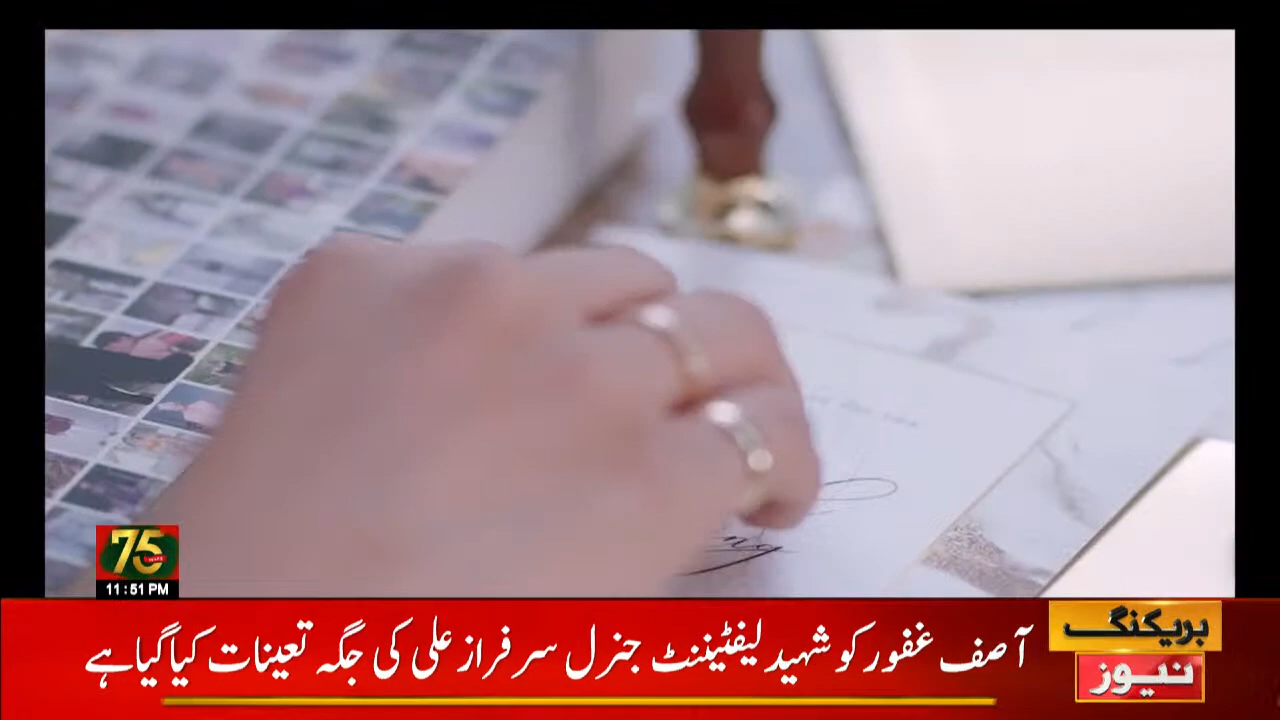 75
YEARS
11:51 PM
بریکنگ
نیوز
آصف غفور کو شہید لیفٹیننٹ جنرل سرفراز علی کی جگہ تعینات کیا گیا ہے